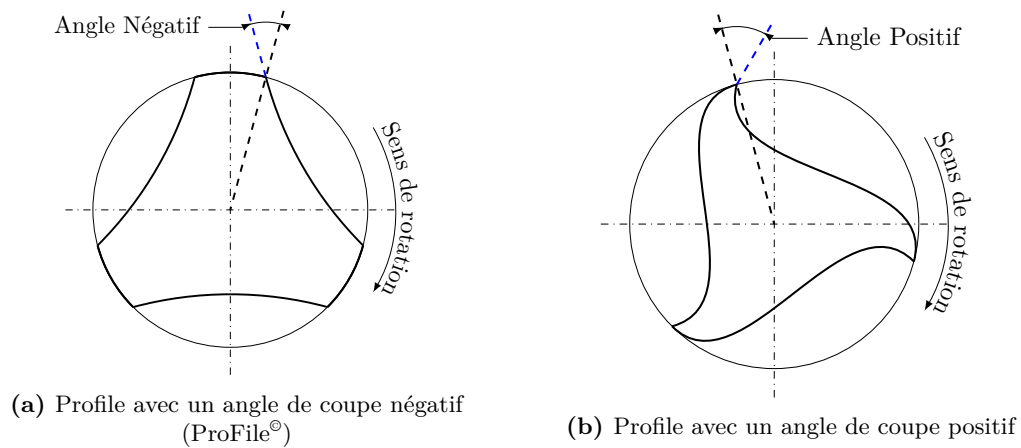 Angle Négatif
Sens de rotation
(a) Profile avec un angle de coupe négatif
(ProFile©)
Angle Positif
Sens de rotation
(b) Profile avec un angle de coupe positif